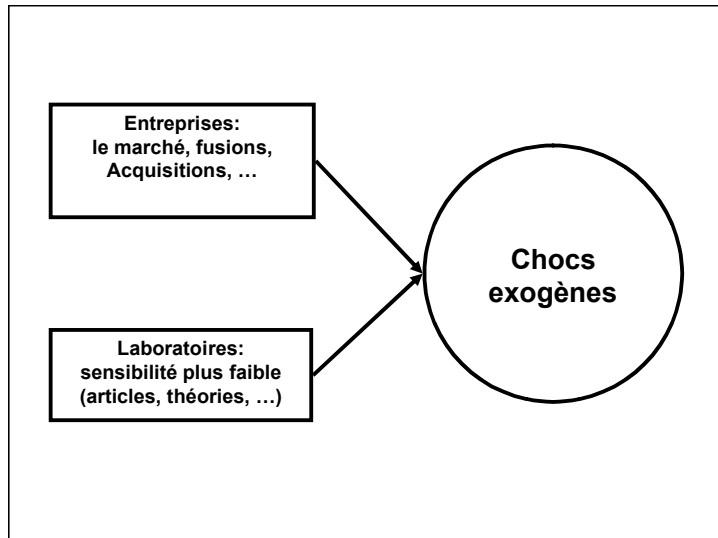 Entreprises:
le marché, fusions,
Acquisitions, …
Chocs
exogènes
Laboratoires:
sensibilité plus faible
(articles, théories, …)